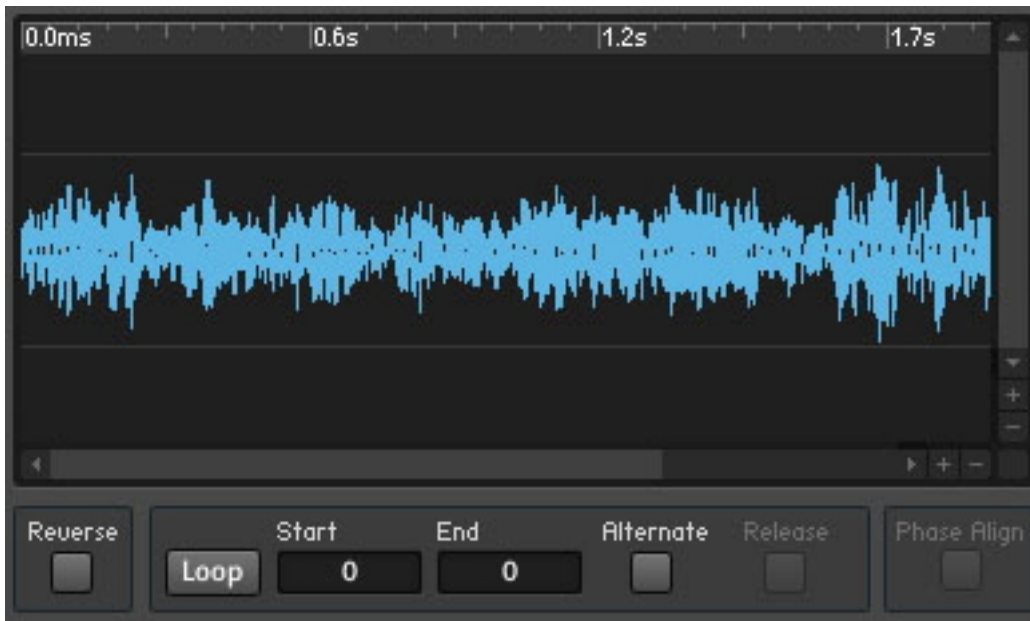 0.0ms 0.6s 1.2s 1.7s
Reverse
Start End Alternate Release Phase Align
Loop 0 0